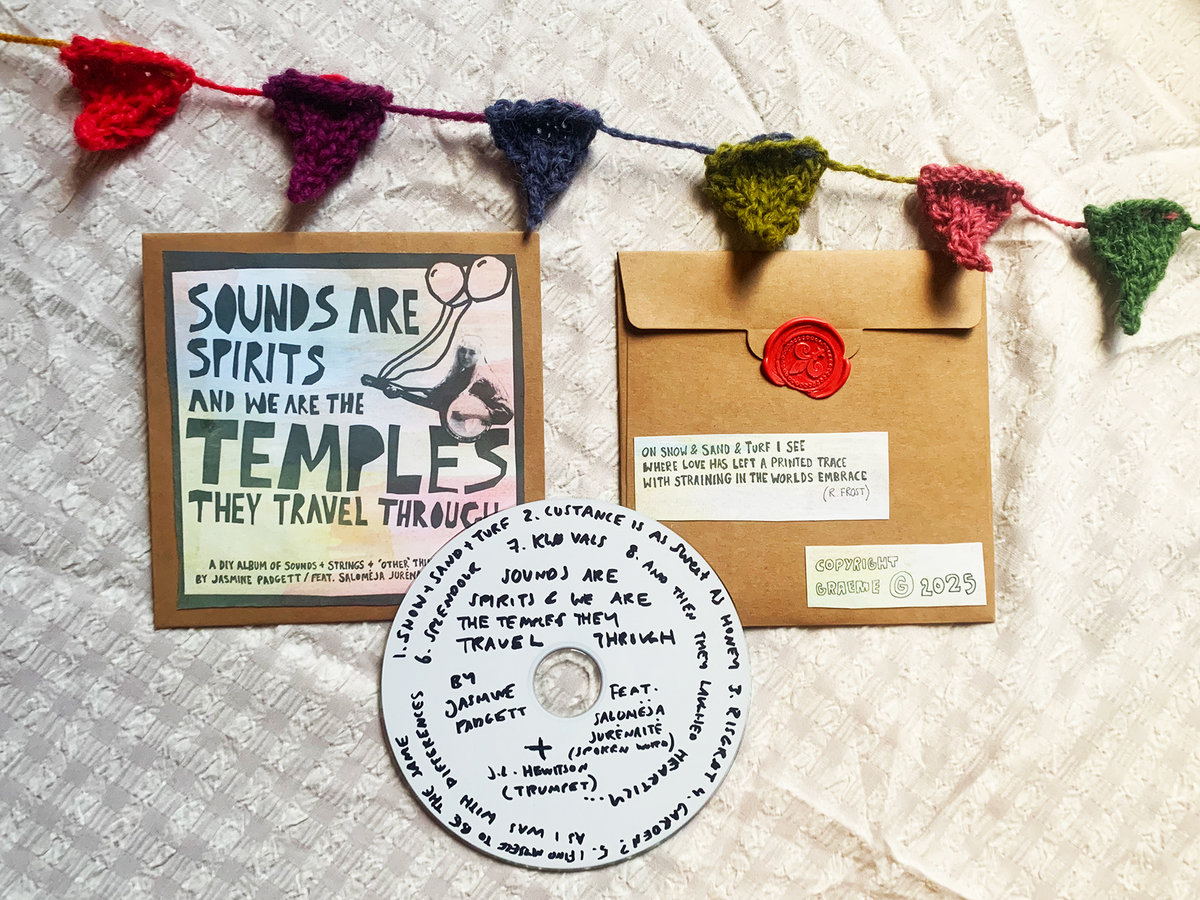 SOUNDS ARE
SPIRITS
AND WE ARE THE
TEMPLES
THEY TRAVEL THROUGH
A DIY ALBUM OF SOUNDS + STRINGS + "OTHER"
BY JASMINE PADGETT / FEAT. SALOMĖJA
ON SNOW & SAND & TURF I SEE
WHERE LOVE HAS LEFT A PRINTED TRACE
WITH STRAINING IN THE WORLDS EMBRACE
(R. FROST)
COPYRIGHT
GRAEME G 2025
1. SNOW + SAND + TURF 2. CUSTANCE IS AS SWEET AS HONEY 3. RISGRAT 4. GARDEN? 5. I FIND MYSELF TO BE THE SAME
AS I WAS WITH DIFFERENCES
6. SPLENDOUR 7. KLØ VALS 8. AND THEN THEY LAUGHED HEARTILY...
SOUNDS ARE
SPIRITS & WE ARE
THE TEMPLES THEY
TRAVEL THROUGH
BY
JASMINE
PADGETT
FEAT.
SALOMĖJA
JURĖNAITĖ
(SPOKEN WORD)
+
J.L. HEWITSON
(TRUMPET)